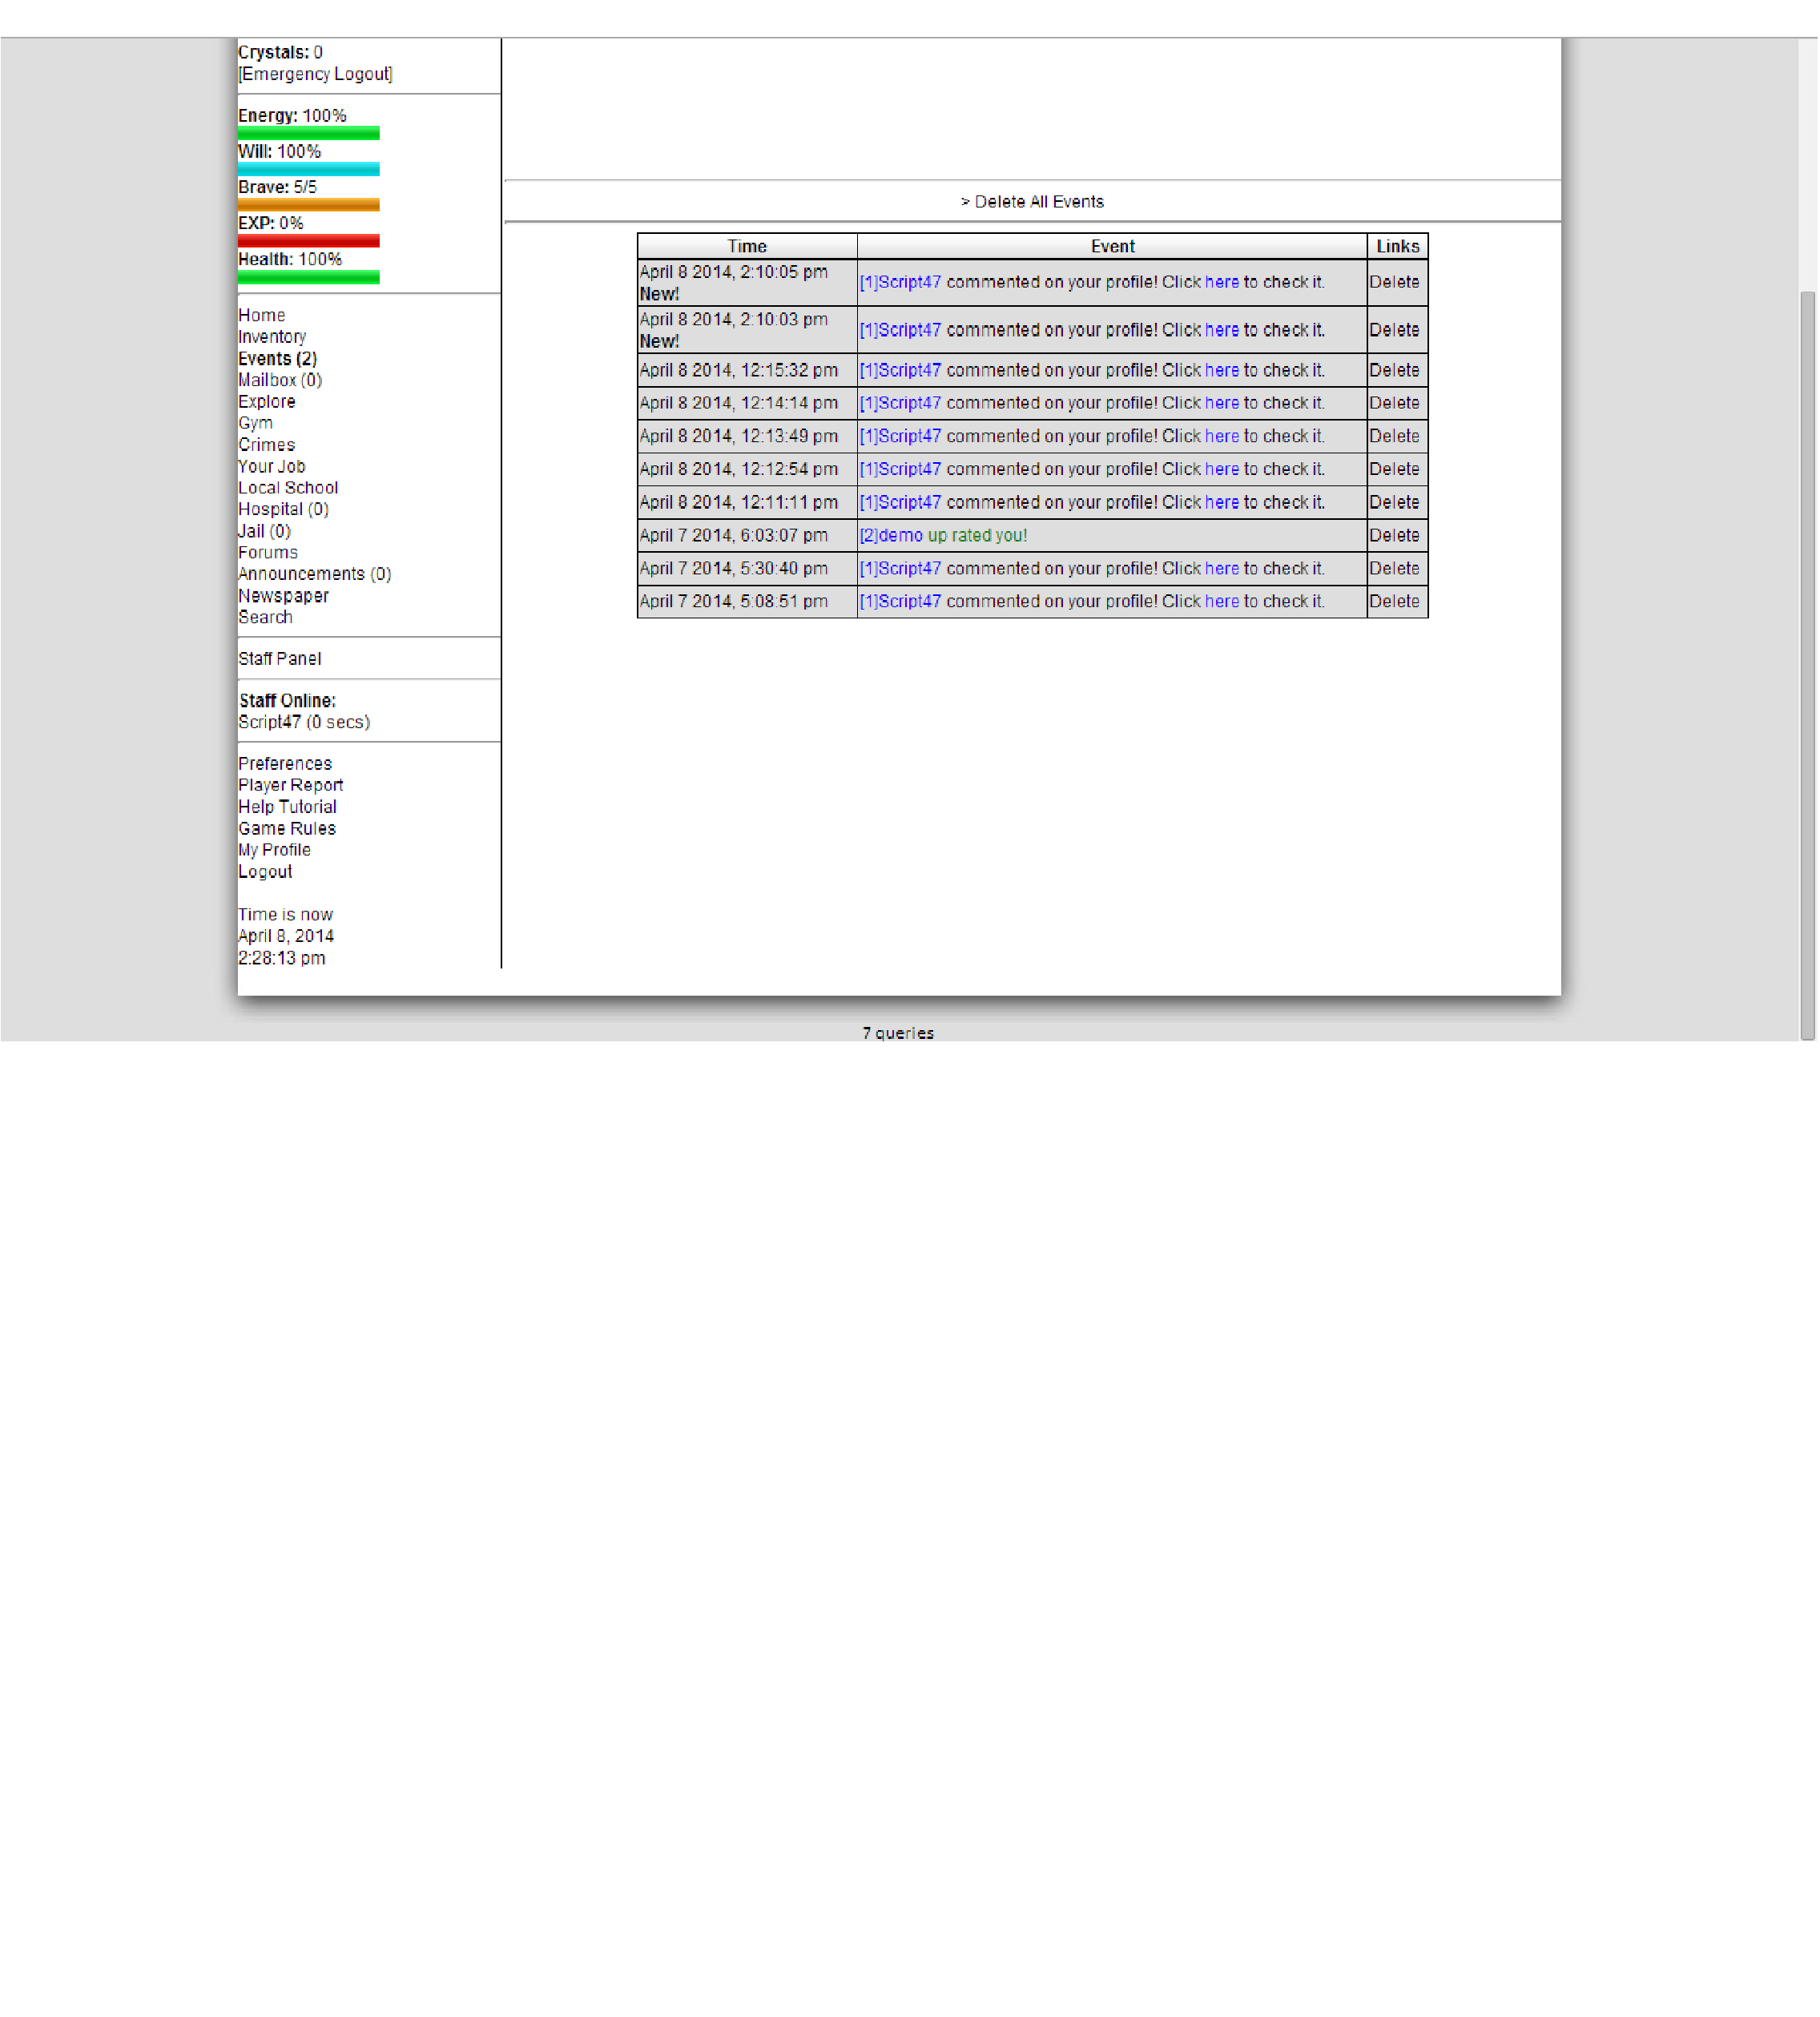 Crystals: 0
[Emergency Logout]
Energy: 100%
Will: 100%
Brave: 5/5
EXP: 0%
Health: 100%
Home
Inventory
Events (2)
Mailbox (0)
Explore
Gym
Crimes
Your Job
Local School
Hospital (0)
Jail (0)
Forums
Announcements (0)
Newspaper
Search
Staff Panel
Staff Online:
Script47 (0 secs)
Preferences
Player Report
Help Tutorial
Game Rules
My Profile
Logout
Time is now
April 8, 2014
2:28:13 pm
> Delete All Events
Time Event Links
April 8 2014, 2:10:05 pm
New!
[1]Script47 commented on your profile! Click here to check it. Delete
April 8 2014, 2:10:03 pm
New!
[1]Script47 commented on your profile! Click here to check it. Delete
April 8 2014, 12:15:32 pm [1]Script47 commented on your profile! Click here to check it. Delete
April 8 2014, 12:14:14 pm [1]Script47 commented on your profile! Click here to check it. Delete
April 8 2014, 12:13:49 pm [1]Script47 commented on your profile! Click here to check it. Delete
April 8 2014, 12:12:54 pm [1]Script47 commented on your profile! Click here to check it. Delete
April 8 2014, 12:11:11 pm [1]Script47 commented on your profile! Click here to check it. Delete
April 7 2014, 6:03:07 pm [2]demo up rated you! Delete
April 7 2014, 5:30:40 pm [1]Script47 commented on your profile! Click here to check it. Delete
April 7 2014, 5:08:51 pm [1]Script47 commented on your profile! Click here to check it. Delete
7 queries